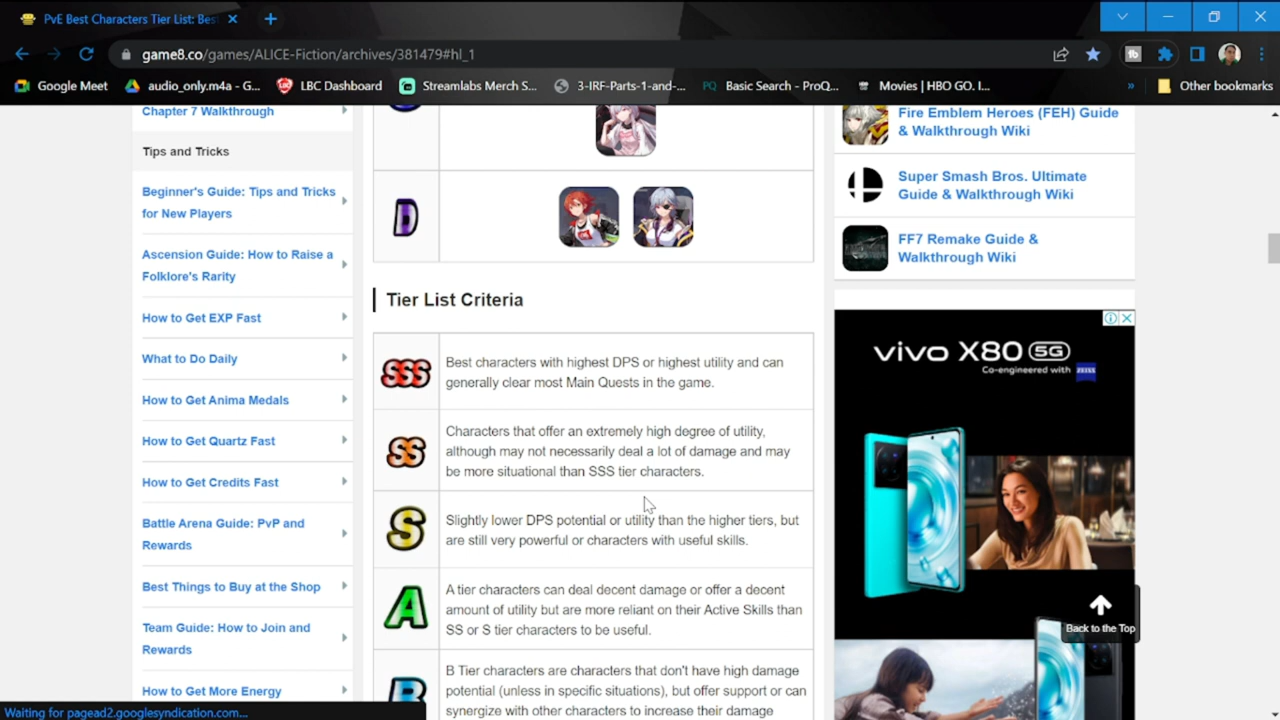 PvE Best Characters Tier List: Bes
game8.co/games/ALICE-Fiction/archives/381479#hl_1
Google Meet
audio_only.m4a - G...
LBC Dashboard
Streamlabs Merch S...
3-IRF-Parts-1-and-...
PQ Basic Search - ProQ...
Movies | HBO GO. I...
»
Other bookmarks
Chapter 7 Walkthrough
Tips and Tricks
Beginner's Guide: Tips and Tricks
for New Players
Ascension Guide: How to Raise a
Folklore's Rarity
How to Get EXP Fast
What to Do Daily
How to Get Anima Medals
How to Get Quartz Fast
How to Get Credits Fast
Battle Arena Guide: PvP and
Rewards
Best Things to Buy at the Shop
Team Guide: How to Join and
Rewards
How to Get More Energy
Waiting for pagead2.googlesyndication.com...
D
Tier List Criteria
SSS
Best characters with highest DPS or highest utility and can
generally clear most Main Quests in the game.
SS
Characters that offer an extremely high degree of utility,
although may not necessarily deal a lot of damage and may
be more situational than SSS tier characters.
S
Slightly lower DPS potential or utility than the higher tiers, but
are still very powerful or characters with useful skills.
A
A tier characters can deal decent damage or offer a decent
amount of utility but are more reliant on their Active Skills than
SS or S tier characters to be useful.
B
B Tier characters are characters that don't have high damage
potential (unless in specific situations), but offer support or can
synergize with other characters to increase their damage
Fire Emblem Heroes (FEH) Guide
& Walkthrough Wiki
Super Smash Bros. Ultimate
Guide & Walkthrough Wiki
FF7 Remake Guide &
Walkthrough Wiki
vivo X80 5G
Co-engineered with ZEISS
Back to the Top